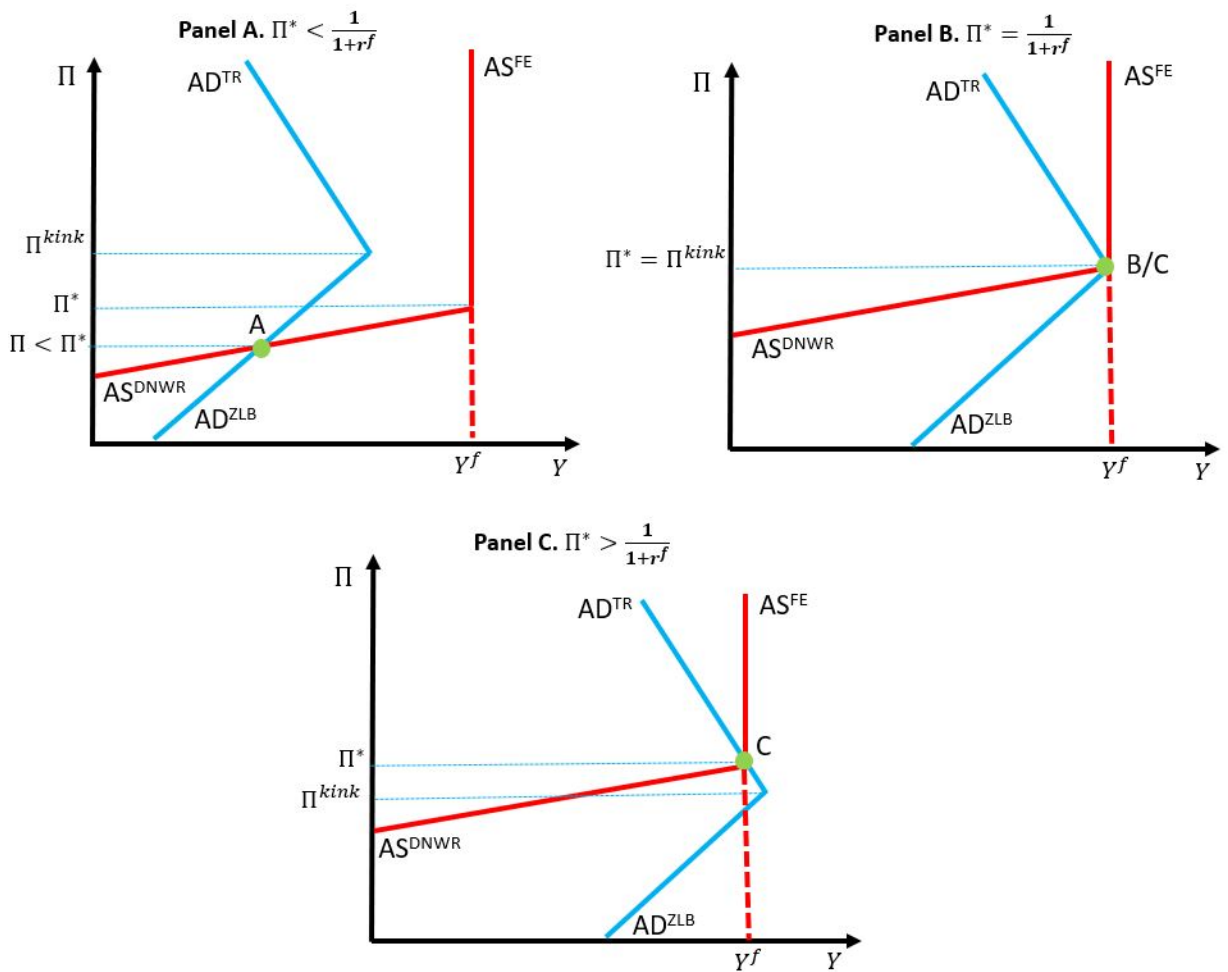 Panel A. Π* < 1/(1+r^f)
Π
AD^TR
AS^FE
Π^kink
Π*
A
Π < Π*
AS^DNWR
AD^ZLB
Y^f
Y
Panel B. Π* = 1/(1+r^f)
Π
AD^TR
AS^FE
Π* = Π^kink
B/C
AS^DNWR
AD^ZLB
Y^f
Y
Panel C. Π* > 1/(1+r^f)
Π
AD^TR
AS^FE
C
Π*
Π^kink
AS^DNWR
AD^ZLB
Y^f
Y